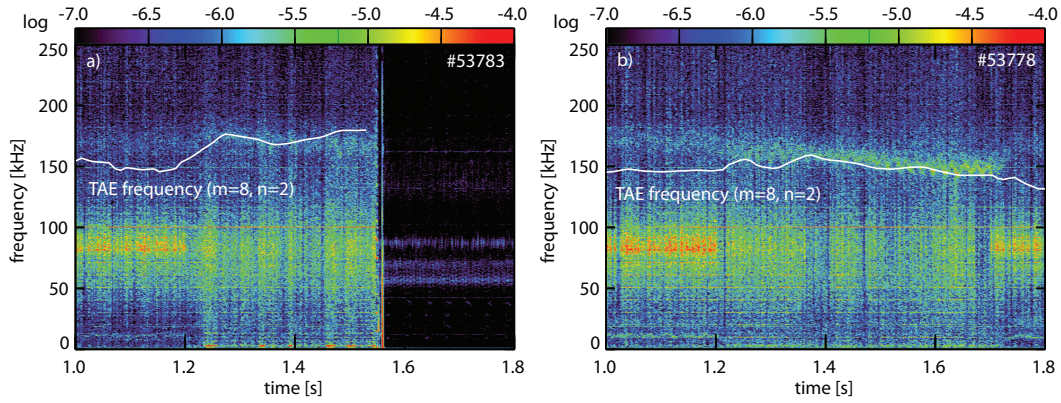 log -7.0 -6.5 -6.0 -5.5 -5.0 -4.5 -4.0
a) #53783
250
200
150
100
50
0
frequency [kHz]
TAE frequency (m=8, n=2)
1.0 1.2 1.4 1.6 1.8
time [s]
log -7.0 -6.5 -6.0 -5.5 -5.0 -4.5 -4.0
b) #53778
250
200
150
100
50
0
frequency [kHz]
TAE frequency (m=8, n=2)
1.0 1.2 1.4 1.6 1.8
time [s]